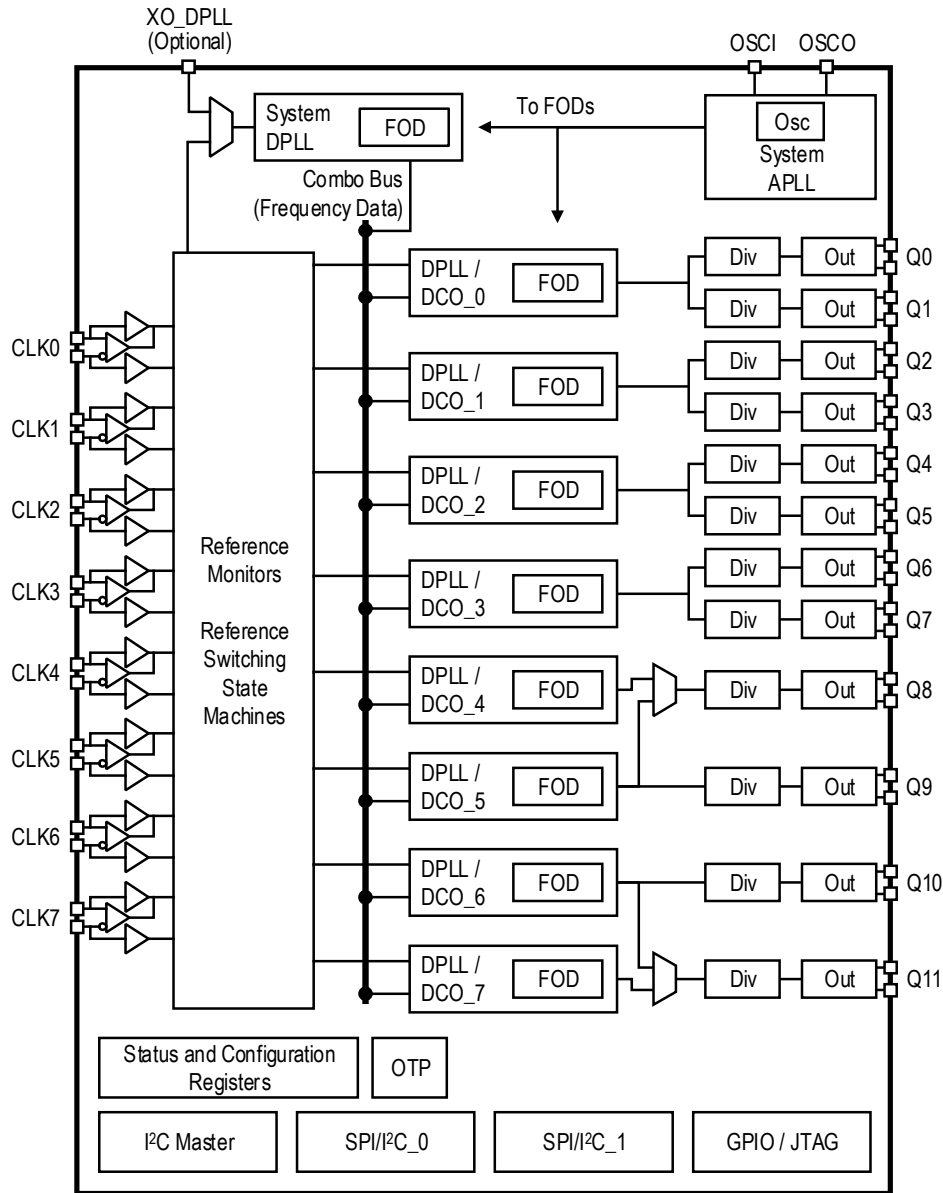 XO_DPLL
(Optional)
OSCI
OSCO
System
DPLL
FOD
To FODs
Osc
System
APLL
Combo Bus
(Frequency Data)
DPLL /
DCO_0
FOD
Div
Out
Q0
Div
Out
Q1
CLK0
DPLL /
DCO_1
FOD
Div
Out
Q2
Div
Out
Q3
CLK1
DPLL /
DCO_2
FOD
Div
Out
Q4
Div
Out
Q5
CLK2
Reference
Monitors
Reference
Switching
State
Machines
DPLL /
DCO_3
FOD
Div
Out
Q6
Div
Out
Q7
CLK3
CLK4
DPLL /
DCO_4
FOD
Div
Out
Q8
CLK5
DPLL /
DCO_5
FOD
Div
Out
Q9
CLK6
DPLL /
DCO_6
FOD
Div
Out
Q10
CLK7
DPLL /
DCO_7
FOD
Div
Out
Q11
Status and Configuration
Registers
OTP
I²C Master
SPI/I²C_0
SPI/I²C_1
GPIO / JTAG